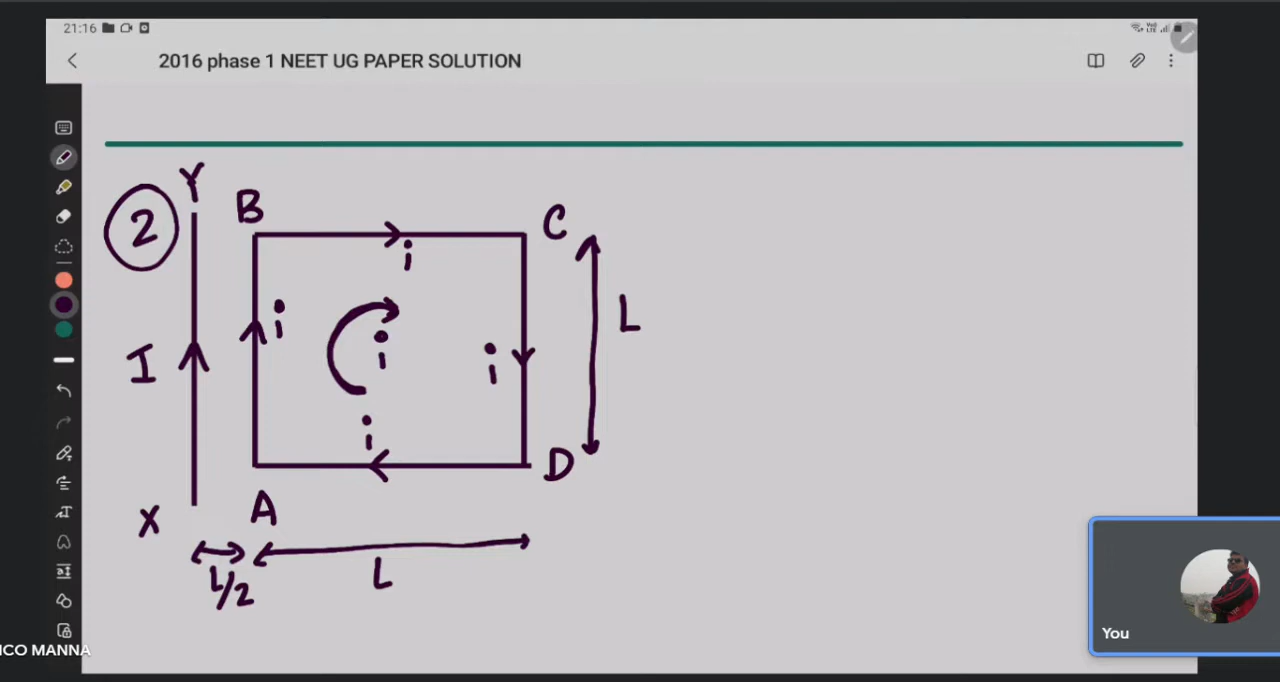 21:16
2016 phase 1 NEET UG PAPER SOLUTION
Y
2
B
C
i
i
L
I
i
i
i
D
X
A
L/2
L
ICO MANNA
You